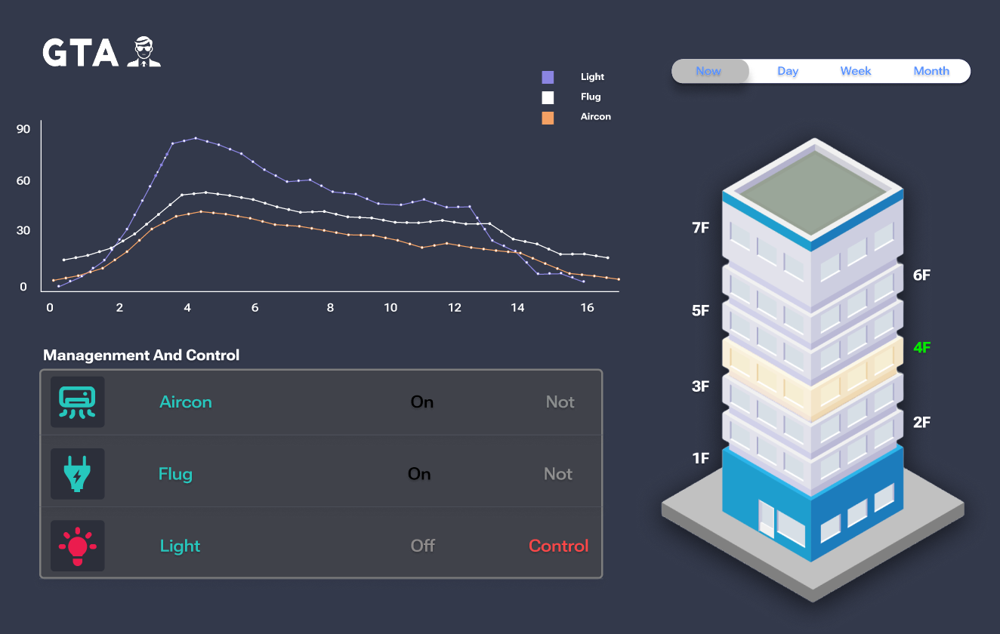 GTA
Light
Flug
Aircon
Now Day Week Month
90
60
30
0
0 2 4 6 8 10 12 14 16
Managenment And Control
Aircon On Not
Flug On Not
Light Off Control
7F
6F
5F
4F
3F
2F
1F